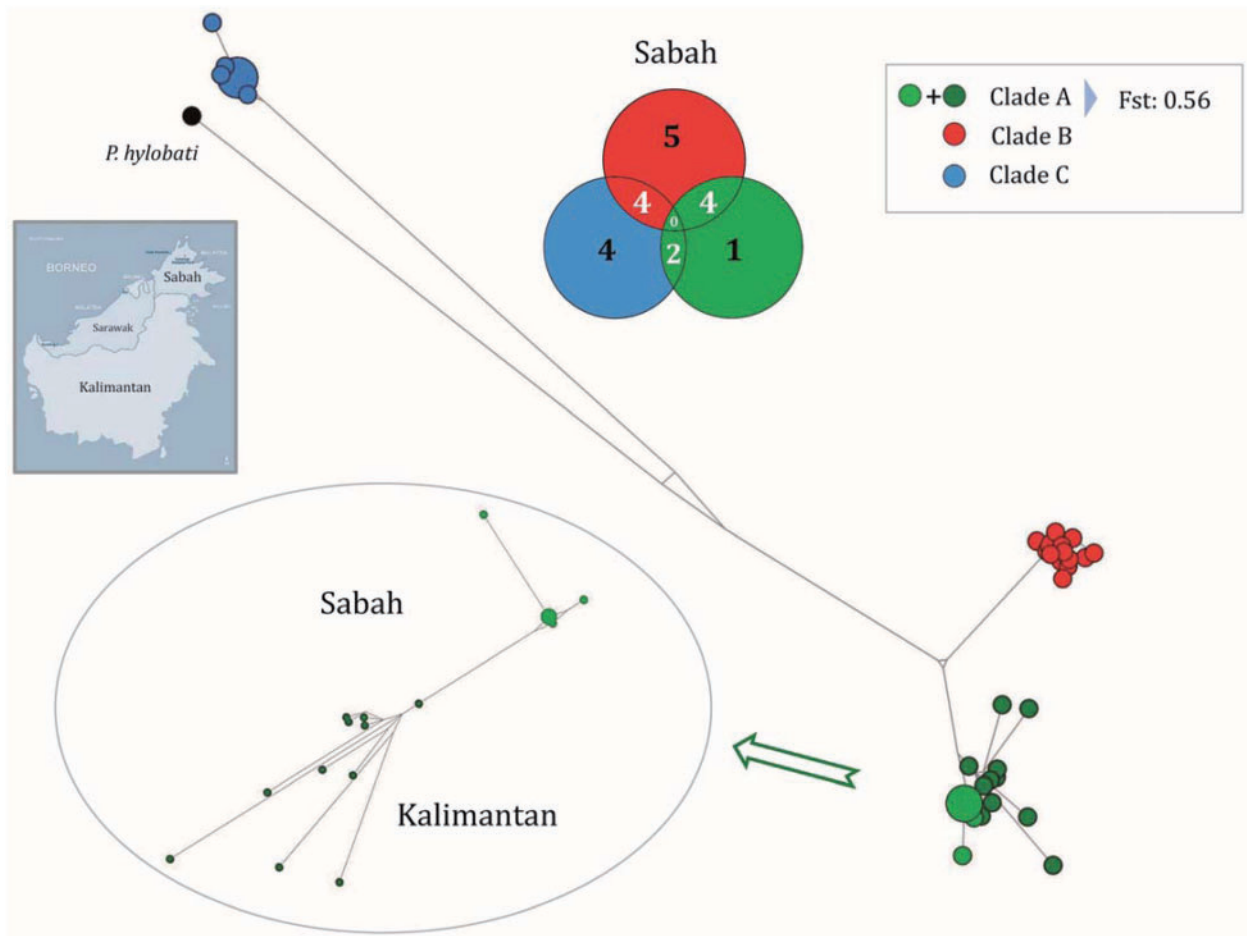 Sabah
+ Clade A Fst: 0.56
Clade B
Clade C
5
4 4
0
4 2 1
P. hylobati
BORNEO
Sabah
Sarawak
Kalimantan
Sabah
Kalimantan